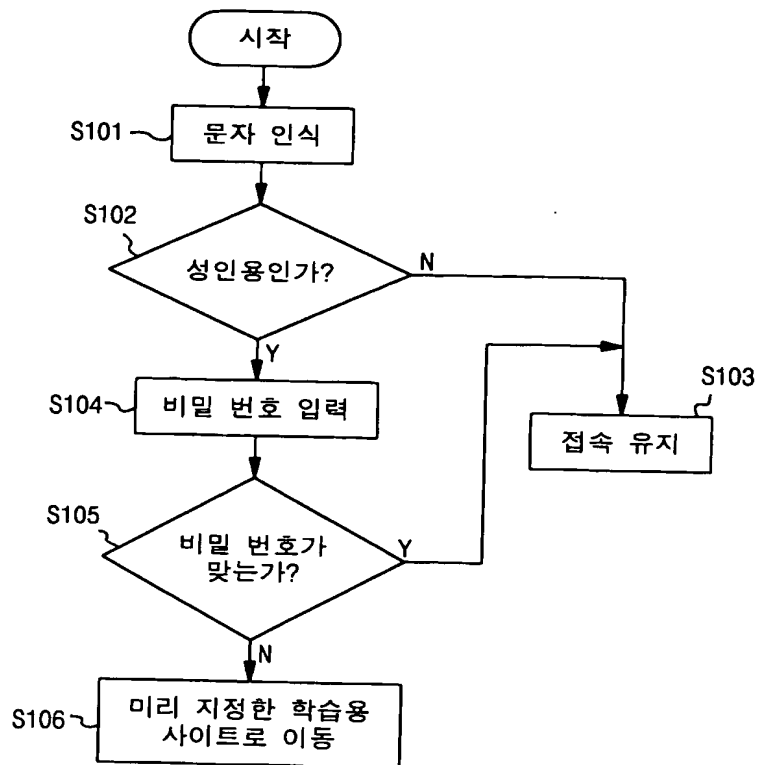 시작
S101
문자 인식
S102
성인용인가?
N
Y
S104
비밀 번호 입력
S103
접속 유지
S105
비밀 번호가
맞는가?
Y
N
S106
미리 지정한 학습용
사이트로 이동